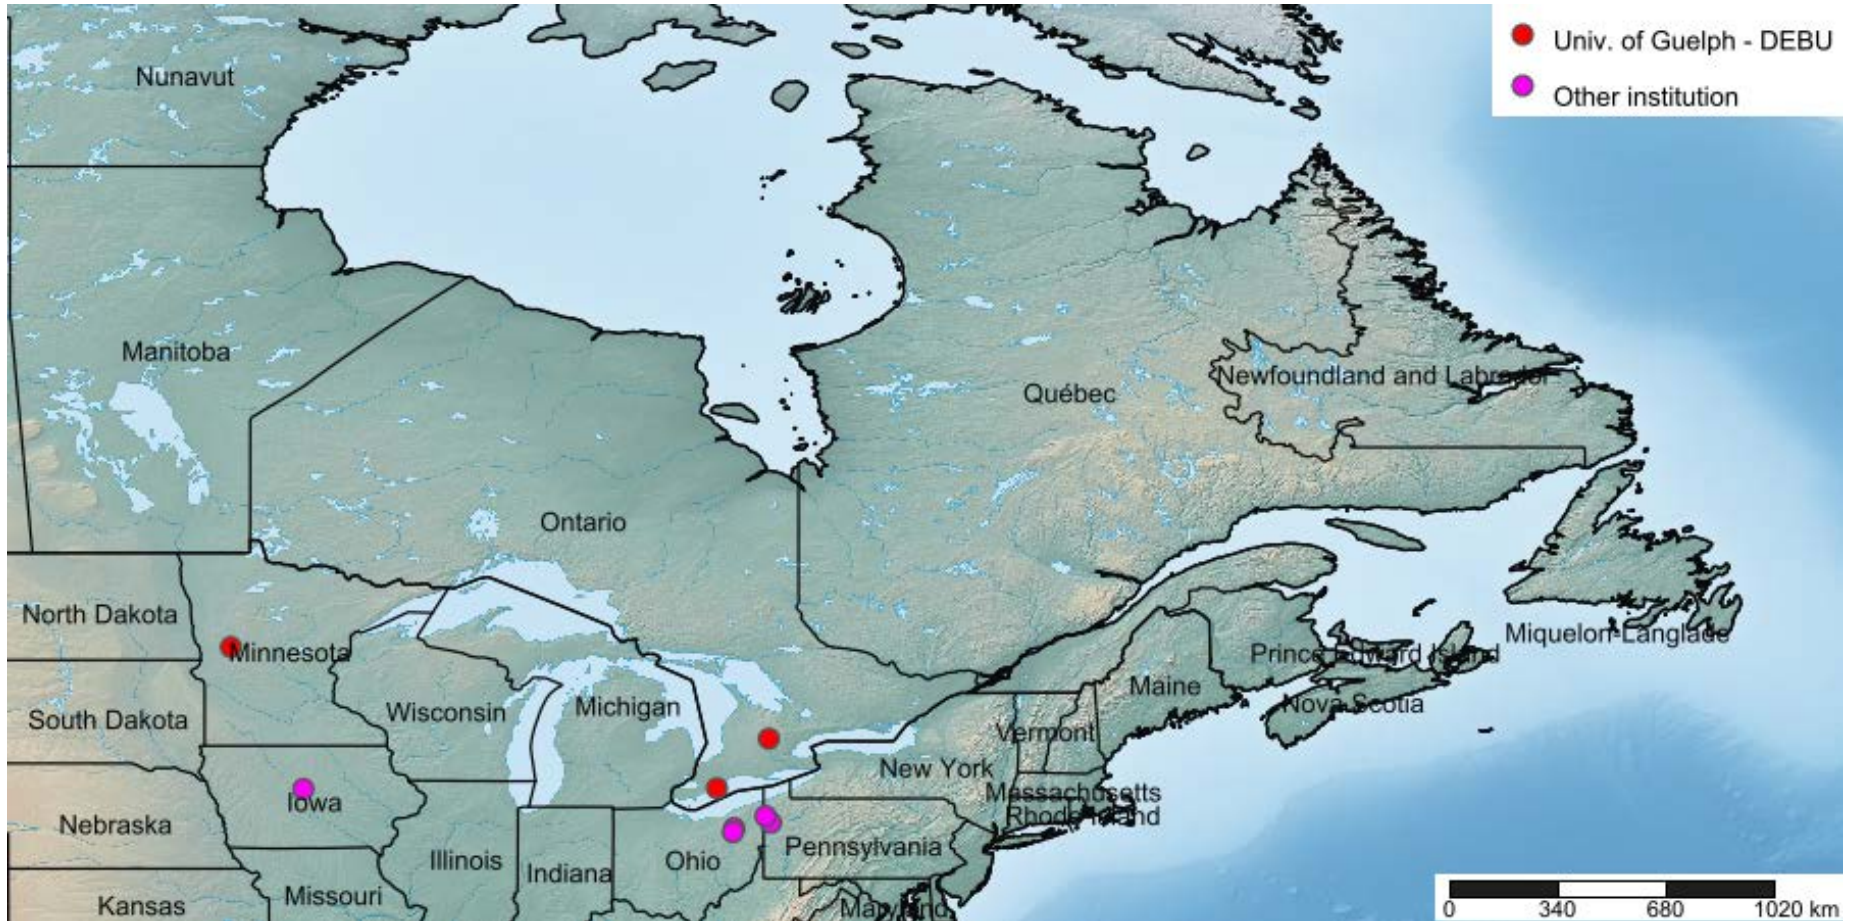 Univ. of Guelph - DEBU
Other institution
Nunavut
Manitoba
Québec
Newfoundland and Labrador
Ontario
North Dakota
Minnesota
Miquelon-Langlade
Prince Edward Island
Maine
Nova Scotia
South Dakota
Wisconsin
Michigan
Vermont
New York
Massachusetts
Iowa
Rhode Island
Nebraska
Pennsylvania
Ohio
Illinois
Indiana
Missouri
Kansas
Maryland
0 340 680 1020 km